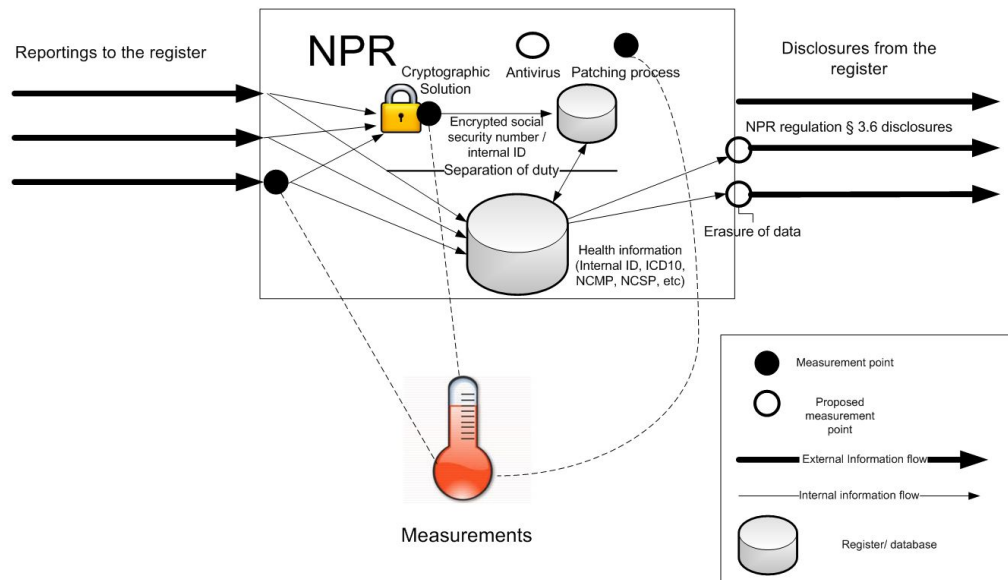 Reportings to the register
NPR
Cryptographic
Solution
Antivirus
Patching process
Disclosures from the
register
Encrypted social
security number /
internal ID
Separation of duty
NPR regulation § 3.6 disclosures
Erasure of data
Health information
(Internal ID, ICD10,
NCMP, NCSP, etc)
Measurements
Measurement point
Proposed
measurement
point
External Information flow
Internal information flow
Register/ database